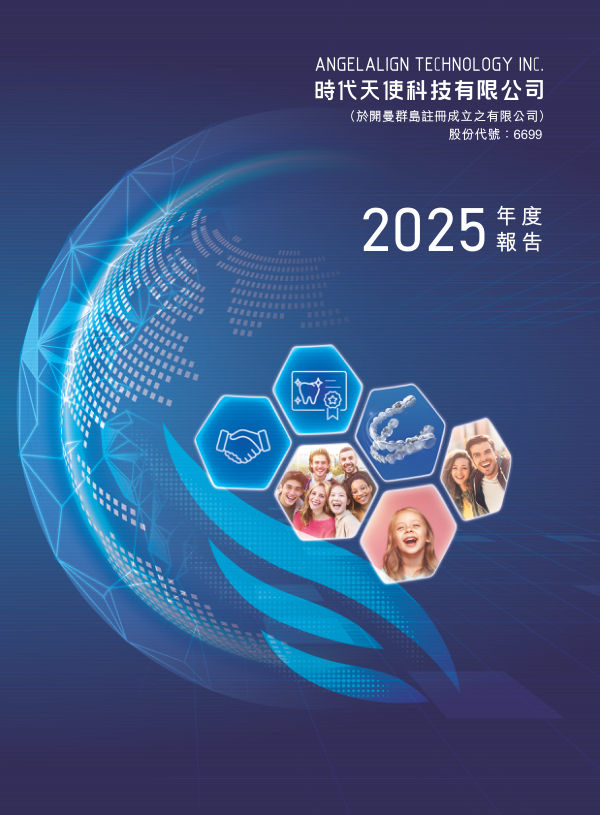 ANGELALIGN TECHNOLOGY INC.
時代天使科技有限公司
（於開曼群島註冊成立之有限公司）
股份代號：6699
2025 年度
報告